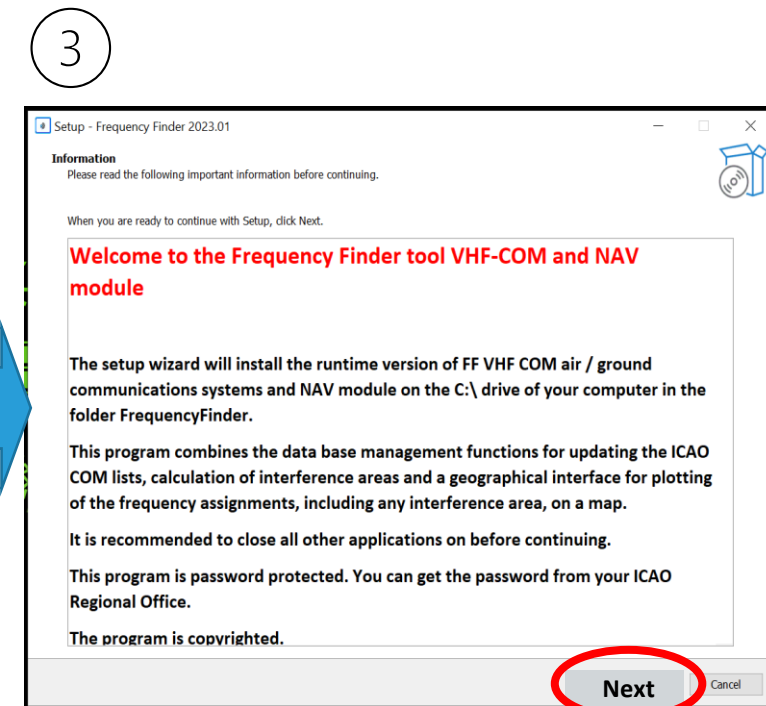 3
Setup - Frequency Finder 2023.01
Information
Please read the following important information before continuing.
When you are ready to continue with Setup, click Next.
Welcome to the Frequency Finder tool VHF-COM and NAV
module
The setup wizard will install the runtime version of FF VHF COM air / ground
communications systems and NAV module on the C:\ drive of your computer in the
folder FrequencyFinder.
This program combines the data base management functions for updating the ICAO
COM lists, calculation of interference areas and a geographical interface for plotting
of the frequency assignments, including any interference area, on a map.
It is recommended to close all other applications on before continuing.
This program is password protected. You can get the password from your ICAO
Regional Office.
The program is copyrighted.
Next
Cancel